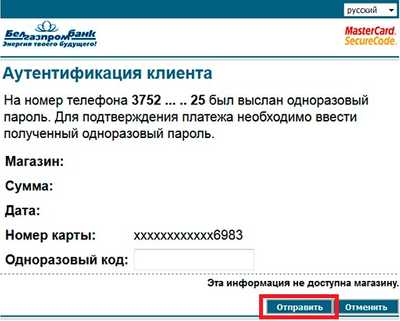 русский
Белгазпромбанк
Энергия твоего будущего!
MasterCard.
SecureCode.
Аутентификация клиента
На номер телефона 3752 ... .. 25 был выслан одноразовый
пароль. Для подтверждения платежа необходимо ввести
полученный одноразовый пароль.
Магазин:
Сумма:
Дата:
Номер карты: xxxxxxxxxxxx6983
Одноразовый код:
Эта информация не доступна магазину.
Отправить Отменить